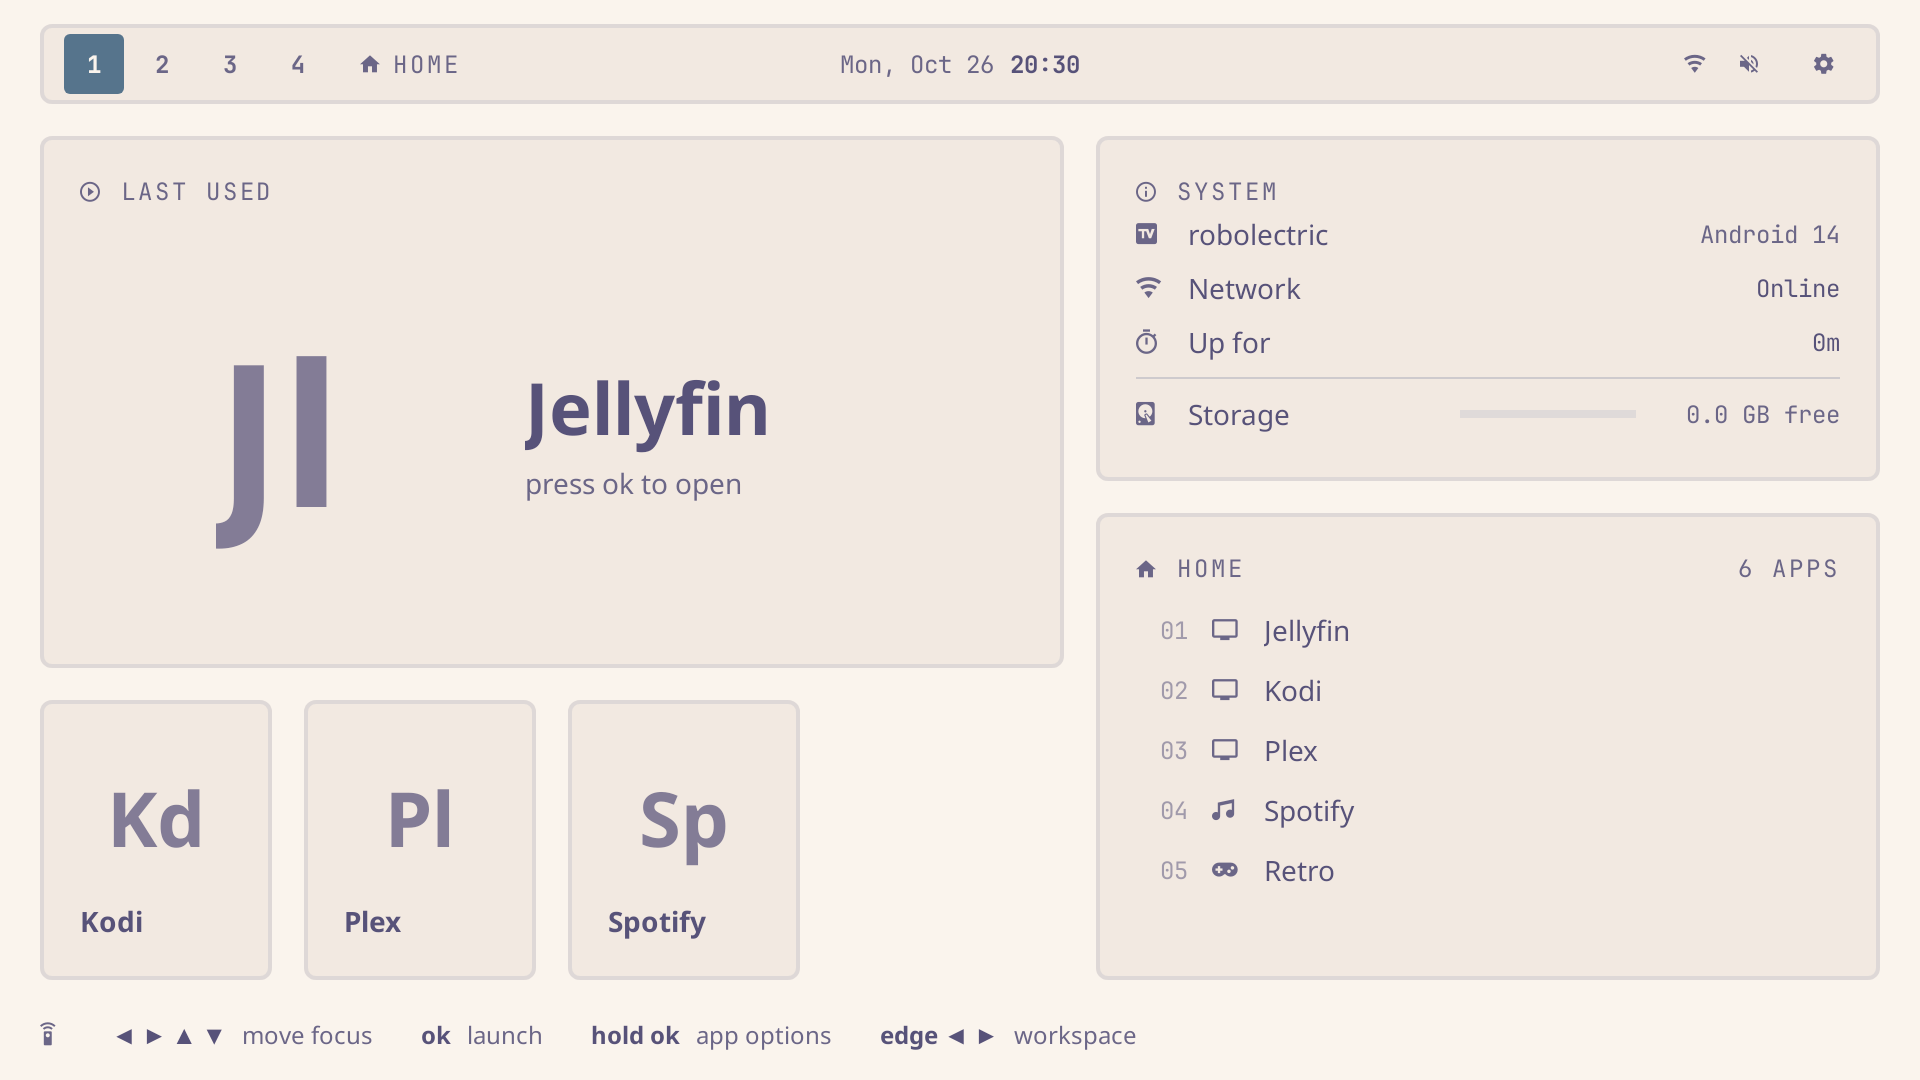 1 2 3 4 HOME Mon, Oct 26 20:30
LAST USED
Jl
Jellyfin
press ok to open
Kd
Kodi
Pl
Plex
Sp
Spotify
SYSTEM
TV robolectric Android 14
Network Online
Up for 0m
Storage 0.0 GB free
HOME 6 APPS
01 Jellyfin
02 Kodi
03 Plex
04 Spotify
05 Retro
◀ ▶ ▲ ▼ move focus ok launch hold ok app options edge ◀ ▶ workspace